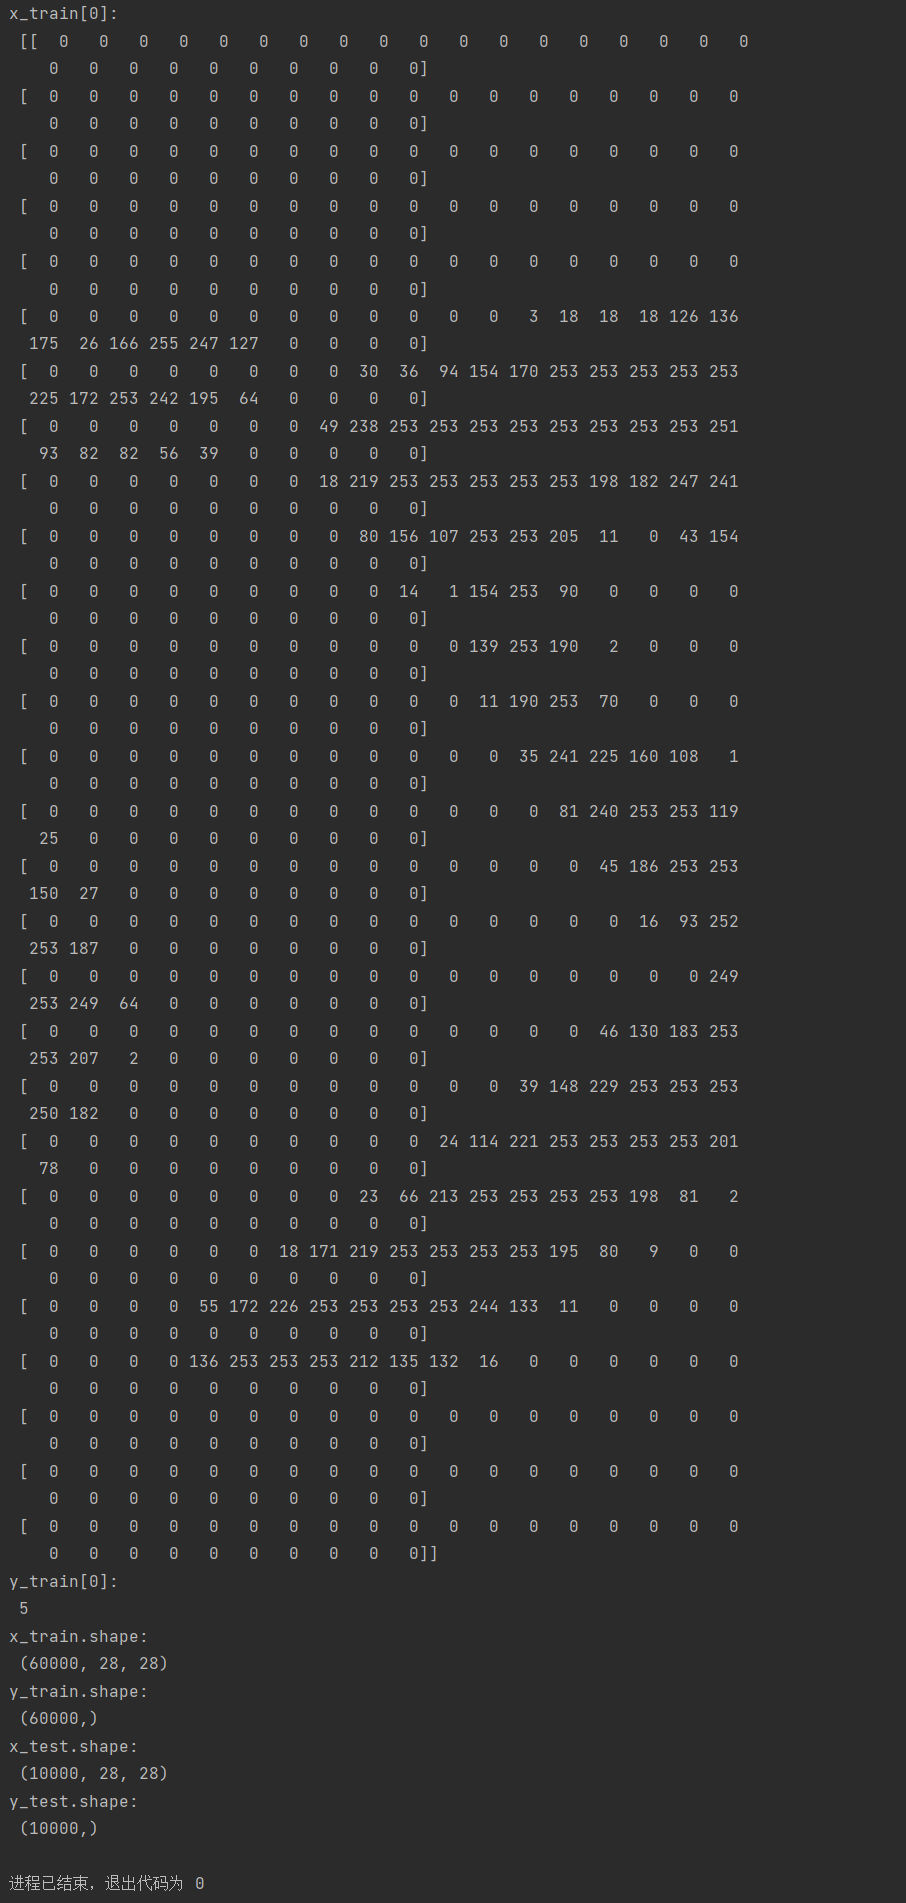 x_train[0]:
 [[  0   0   0   0   0   0   0   0   0   0   0   0   0   0   0   0   0   0
    0   0   0   0   0   0   0   0   0   0]
 [  0   0   0   0   0   0   0   0   0   0   0   0   0   0   0   0   0   0
    0   0   0   0   0   0   0   0   0   0]
 [  0   0   0   0   0   0   0   0   0   0   0   0   0   0   0   0   0   0
    0   0   0   0   0   0   0   0   0   0]
 [  0   0   0   0   0   0   0   0   0   0   0   0   0   0   0   0   0   0
    0   0   0   0   0   0   0   0   0   0]
 [  0   0   0   0   0   0   0   0   0   0   0   0   0   0   0   0   0   0
    0   0   0   0   0   0   0   0   0   0]
 [  0   0   0   0   0   0   0   0   0   0   0   0   3  18  18  18 126 136
  175  26 166 255 247 127   0   0   0   0]
 [  0   0   0   0   0   0   0   0  30  36  94 154 170 253 253 253 253 253
  225 172 253 242 195  64   0   0   0   0]
 [  0   0   0   0   0   0   0  49 238 253 253 253 253 253 253 253 253 251
   93  82  82  56  39   0   0   0   0   0]
 [  0   0   0   0   0   0   0  18 219 253 253 253 253 253 198 182 247 241
    0   0   0   0   0   0   0   0   0   0]
 [  0   0   0   0   0   0   0   0  80 156 107 253 253 205  11   0  43 154
    0   0   0   0   0   0   0   0   0   0]
 [  0   0   0   0   0   0   0   0   0  14   1 154 253  90   0   0   0   0
    0   0   0   0   0   0   0   0   0   0]
 [  0   0   0   0   0   0   0   0   0   0   0 139 253 190   2   0   0   0
    0   0   0   0   0   0   0   0   0   0]
 [  0   0   0   0   0   0   0   0   0   0   0  11 190 253  70   0   0   0
    0   0   0   0   0   0   0   0   0   0]
 [  0   0   0   0   0   0   0   0   0   0   0   0  35 241 225 160 108   1
    0   0   0   0   0   0   0   0   0   0]
 [  0   0   0   0   0   0   0   0   0   0   0   0   0  81 240 253 253 119
   25   0   0   0   0   0   0   0   0   0]
 [  0   0   0   0   0   0   0   0   0   0   0   0   0   0  45 186 253 253
  150  27   0   0   0   0   0   0   0   0]
 [  0   0   0   0   0   0   0   0   0   0   0   0   0   0   0  16  93 252
  253 187   0   0   0   0   0   0   0   0]
 [  0   0   0   0   0   0   0   0   0   0   0   0   0   0   0   0   0 249
  253 249  64   0   0   0   0   0   0   0]
 [  0   0   0   0   0   0   0   0   0   0   0   0   0   0  46 130 183 253
  253 207   2   0   0   0   0   0   0   0]
 [  0   0   0   0   0   0   0   0   0   0   0   0  39 148 229 253 253 253
  250 182   0   0   0   0   0   0   0   0]
 [  0   0   0   0   0   0   0   0   0   0  24 114 221 253 253 253 253 201
   78   0   0   0   0   0   0   0   0   0]
 [  0   0   0   0   0   0   0   0  23  66 213 253 253 253 253 198  81   2
    0   0   0   0   0   0   0   0   0   0]
 [  0   0   0   0   0   0  18 171 219 253 253 253 253 195  80   9   0   0
    0   0   0   0   0   0   0   0   0   0]
 [  0   0   0   0  55 172 226 253 253 253 253 244 133  11   0   0   0   0
    0   0   0   0   0   0   0   0   0   0]
 [  0   0   0   0 136 253 253 253 212 135 132  16   0   0   0   0   0   0
    0   0   0   0   0   0   0   0   0   0]
 [  0   0   0   0   0   0   0   0   0   0   0   0   0   0   0   0   0   0
    0   0   0   0   0   0   0   0   0   0]
 [  0   0   0   0   0   0   0   0   0   0   0   0   0   0   0   0   0   0
    0   0   0   0   0   0   0   0   0   0]
 [  0   0   0   0   0   0   0   0   0   0   0   0   0   0   0   0   0   0
    0   0   0   0   0   0   0   0   0   0]]
y_train[0]:
 5
x_train.shape:
 (60000, 28, 28)
y_train.shape:
 (60000,)
x_test.shape:
 (10000, 28, 28)
y_test.shape:
 (10000,)
进程已结束，退出代码为 0